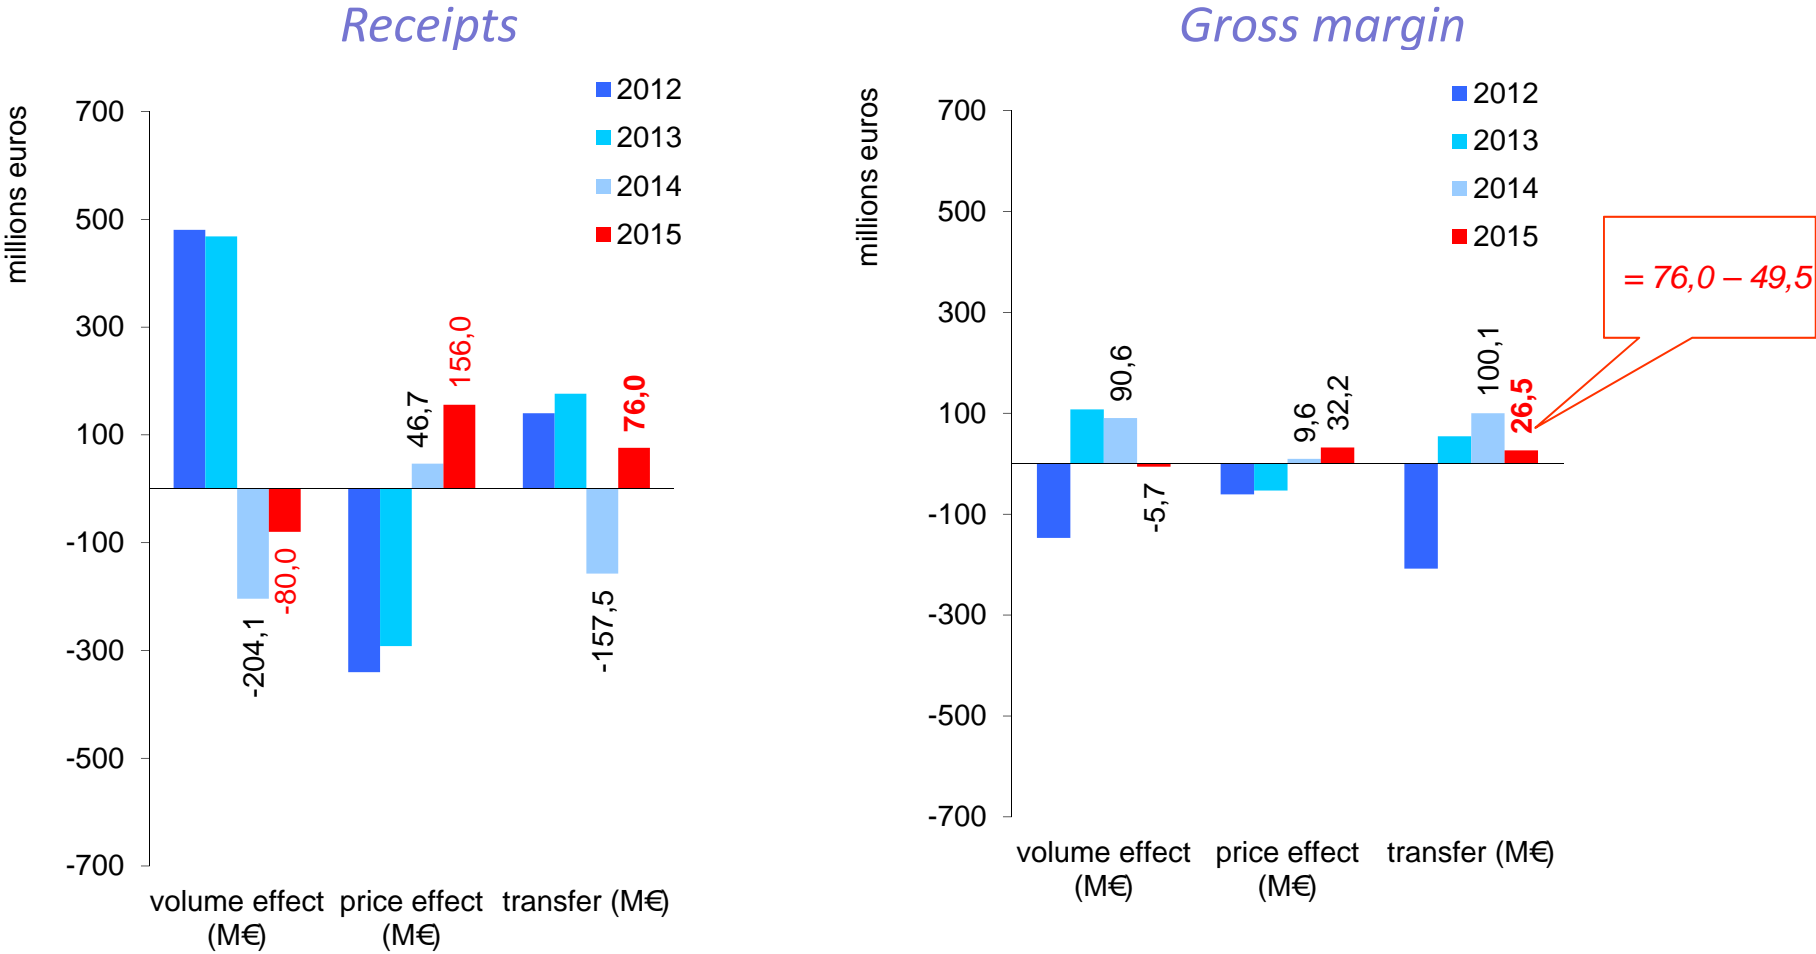 Receipts
millions euros
2012
2013
2014
2015
700
500
300
100
-100
-300
-500
-700
-204,1
-80,0
46,7
156,0
-157,5
76,0
volume effect
(M€)
price effect
(M€)
transfer (M€)
Gross margin
millions euros
2012
2013
2014
2015
700
500
300
100
-100
-300
-500
-700
90,6
-5,7
9,6
32,2
100,1
26,5
= 76,0 – 49,5
volume effect
(M€)
price effect
(M€)
transfer (M€)